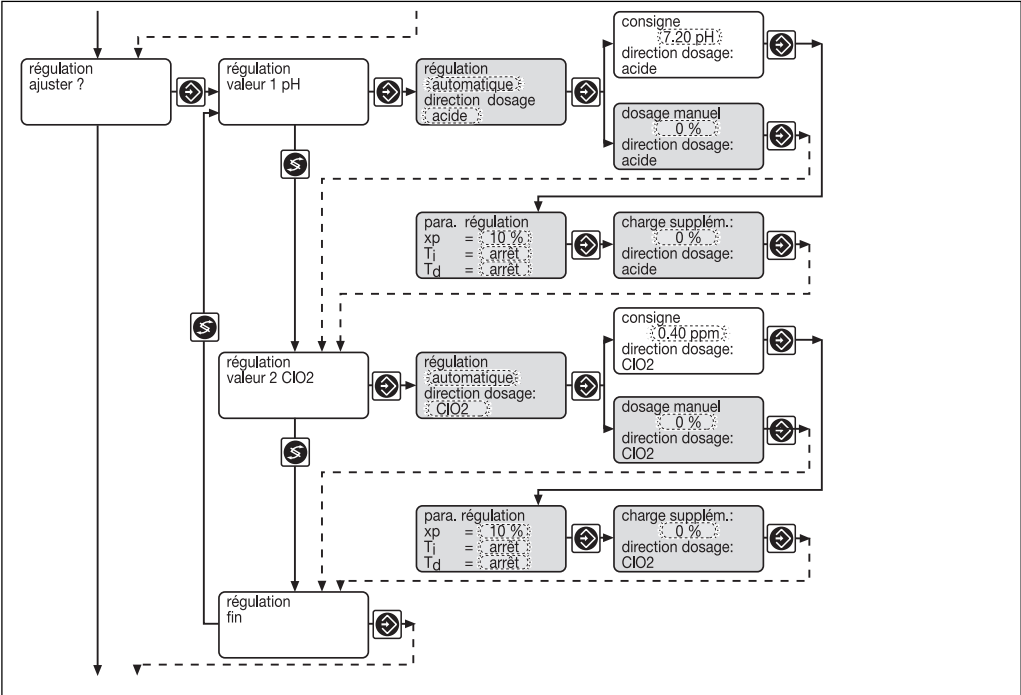 régulation
ajuster ?
régulation
valeur 1 pH
régulation
automatique
direction dosage
acide
consigne
7.20 pH
direction dosage:
acide
dosage manuel
0 %
direction dosage:
acide
para. régulation
xp = 10 %
Ti = arrêt
Td = arrêt
charge supplém.:
0 %
direction dosage:
acide
régulation
valeur 2 ClO2
régulation
automatique
direction dosage:
ClO2
consigne
0.40 ppm
direction dosage:
ClO2
dosage manuel
0 %
direction dosage:
ClO2
para. régulation
xp = 10 %
Ti = arrêt
Td = arrêt
charge supplém.:
0 %
direction dosage:
ClO2
régulation
fin